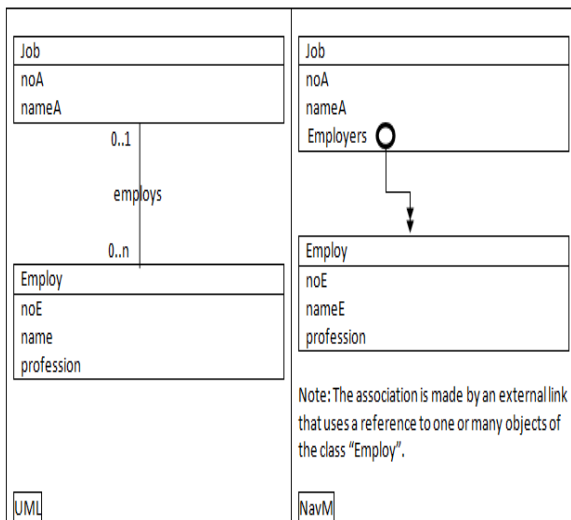 Job
noA
nameA
0..1
employs
0..n
Employ
noE
name
profession
UML
Job
noA
nameA
Employers
Employ
noE
nameE
profession
Note: The association is made by an external link
that uses a reference to one or many objects of
the class “Employ”.
NavM